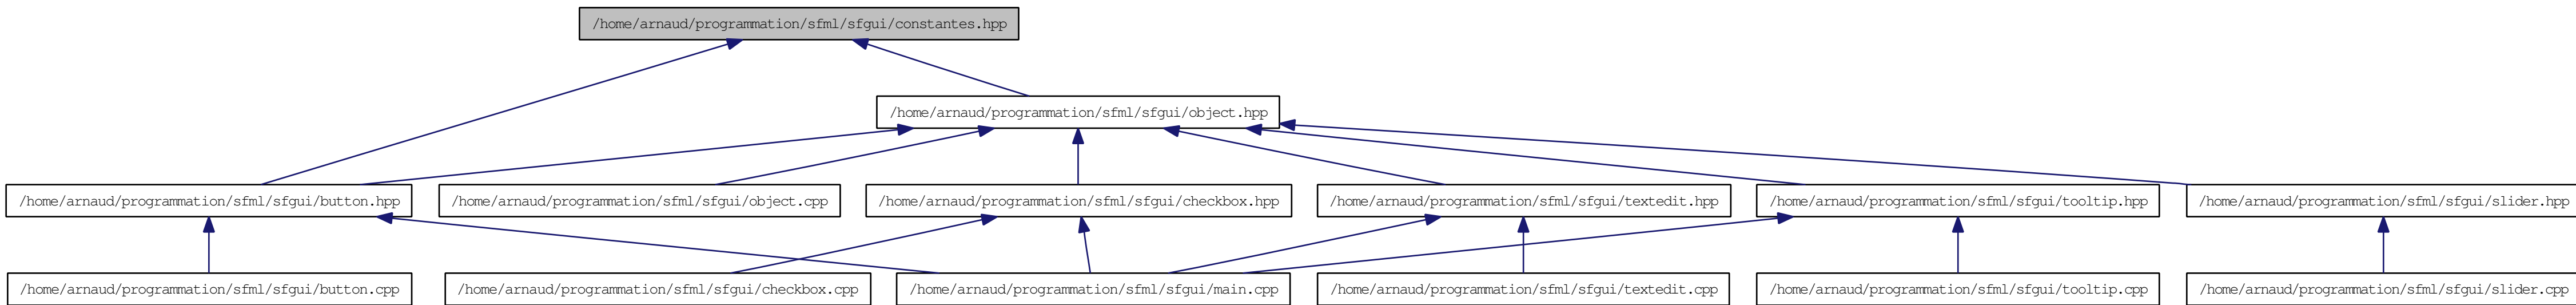 /home/arnaud/programmation/sfml/sfgui/constantes.hpp
/home/arnaud/programmation/sfml/sfgui/object.hpp
/home/arnaud/programmation/sfml/sfgui/button.hpp
/home/arnaud/programmation/sfml/sfgui/object.cpp
/home/arnaud/programmation/sfml/sfgui/checkbox.hpp
/home/arnaud/programmation/sfml/sfgui/textedit.hpp
/home/arnaud/programmation/sfml/sfgui/tooltip.hpp
/home/arnaud/programmation/sfml/sfgui/slider.hpp
/home/arnaud/programmation/sfml/sfgui/button.cpp
/home/arnaud/programmation/sfml/sfgui/checkbox.cpp
/home/arnaud/programmation/sfml/sfgui/main.cpp
/home/arnaud/programmation/sfml/sfgui/textedit.cpp
/home/arnaud/programmation/sfml/sfgui/tooltip.cpp
/home/arnaud/programmation/sfml/sfgui/slider.cpp